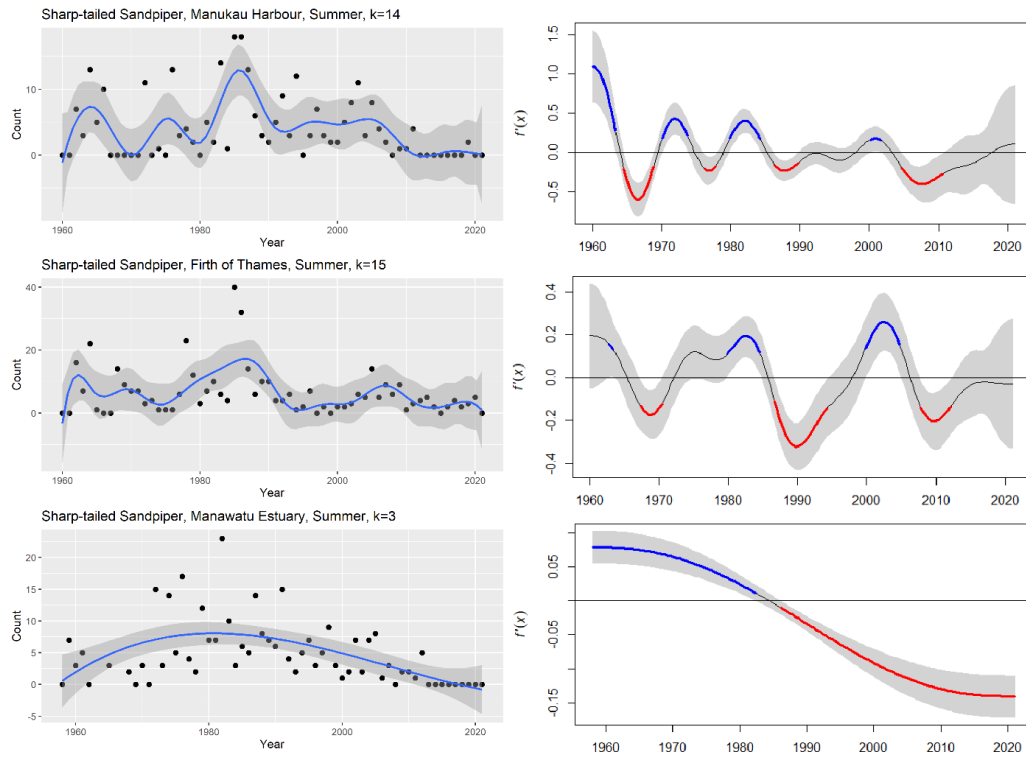 Sharp-tailed Sandpiper, Manukau Harbour, Summer, k=14
Count
10
5
0
1960 1980 2000 2020
Year
f'(x)
1.5
1.0
0.5
0.0
-0.5
1960 1970 1980 1990 2000 2010 2020
Sharp-tailed Sandpiper, Firth of Thames, Summer, k=15
Count
40
30
20
10
0
1960 1980 2000 2020
Year
f'(x)
0.4
0.2
0.0
-0.2
-0.4
1960 1970 1980 1990 2000 2010 2020
Sharp-tailed Sandpiper, Manawatu Estuary, Summer, k=3
Count
20
15
10
5
0
-5
1960 1980 2000 2020
Year
f'(x)
0.05
-0.05
-0.15
1960 1970 1980 1990 2000 2010 2020